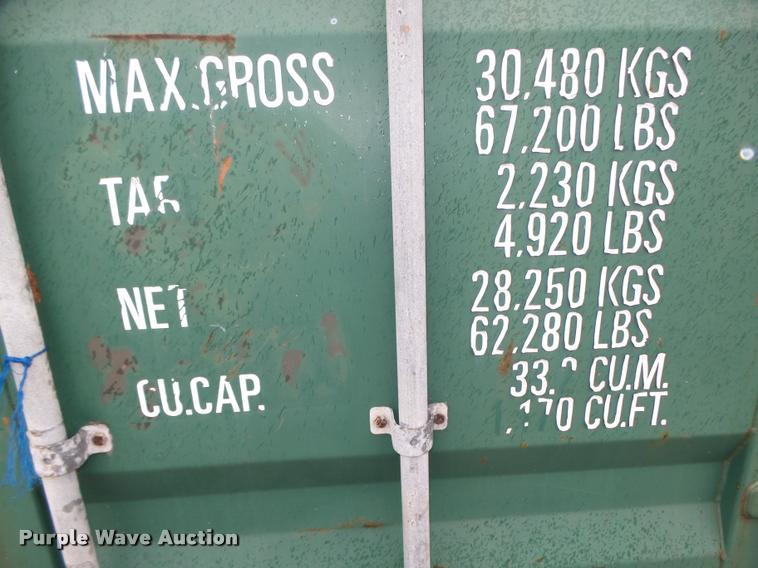 MAX.GROSS 30,480 KGS
67,200 LBS
TAR 2,230 KGS
4,920 LBS
NET 28,250 KGS
62,280 LBS
CU.CAP. CU.M.
CU.FT.
Purple Wave Auction